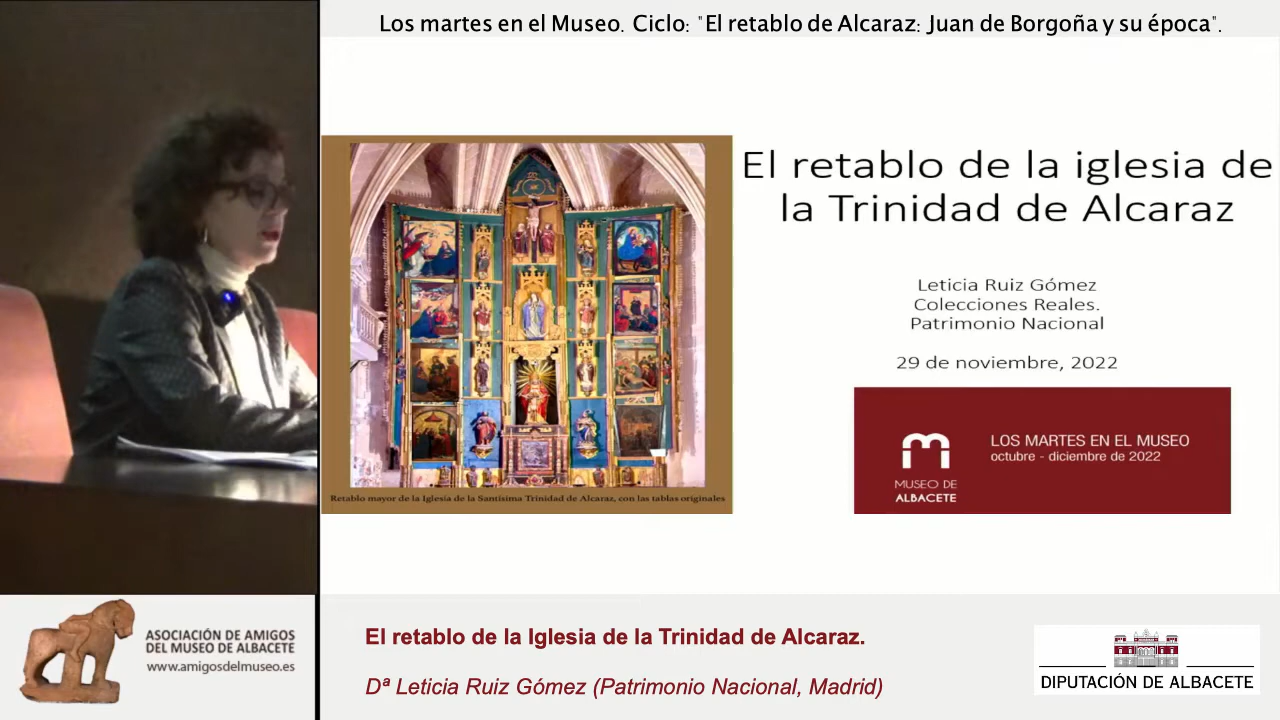 Los martes en el Museo. Ciclo: "El retablo de Alcaraz: Juan de Borgoña y su época".
El retablo de la iglesia de
la Trinidad de Alcaraz
Leticia Ruiz Gómez
Colecciones Reales.
Patrimonio Nacional
29 de noviembre, 2022
LOS MARTES EN EL MUSEO
octubre - diciembre de 2022
MUSEO DE
ALBACETE
Retablo mayor de la Iglesia de la Santísima Trinidad de Alcaraz, con las tablas originales
ASOCIACIÓN DE AMIGOS
DEL MUSEO DE ALBACETE
www.amigosdelmuseo.es
El retablo de la Iglesia de la Trinidad de Alcaraz.
Dª Leticia Ruiz Gómez (Patrimonio Nacional, Madrid)
DIPUTACIÓN DE ALBACETE